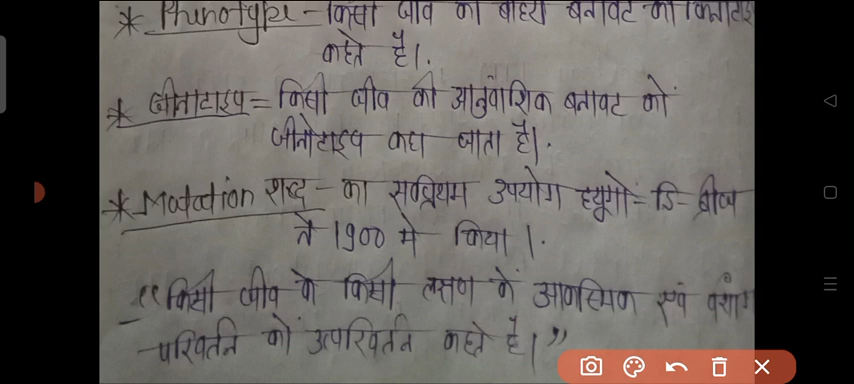 * Phenotype - किसी जीव की बाह्य बनावट को फिनोटाइप
कहते है।.
* जीनोटाइप = किसी जीव की आनुवांशिक बनावट को
जीनोटाइप कहा जाता है।.
* Matation शब्द - का सर्वप्रथम उपयोग ह्यूगो - डि - ब्रीज
ने 1900 मे किया।.
"किसी जीव के किसी लक्षण में आकस्मिक एवं वंशाग
परिवर्तन को उत्परिवर्तन कहते है।"